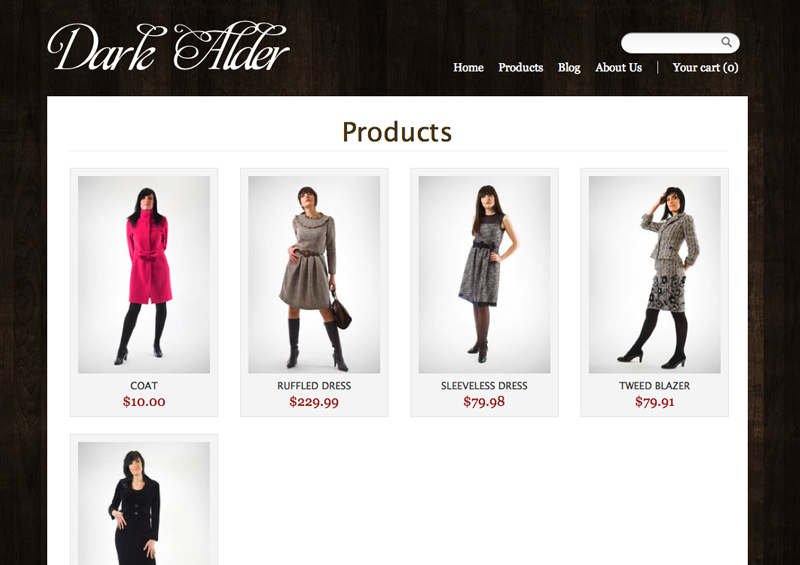 Dark Alder
Home Products Blog About Us Your cart (0)
Products
COAT
$10.00
RUFFLED DRESS
$229.99
SLEEVELESS DRESS
$79.98
TWEED BLAZER
$79.91